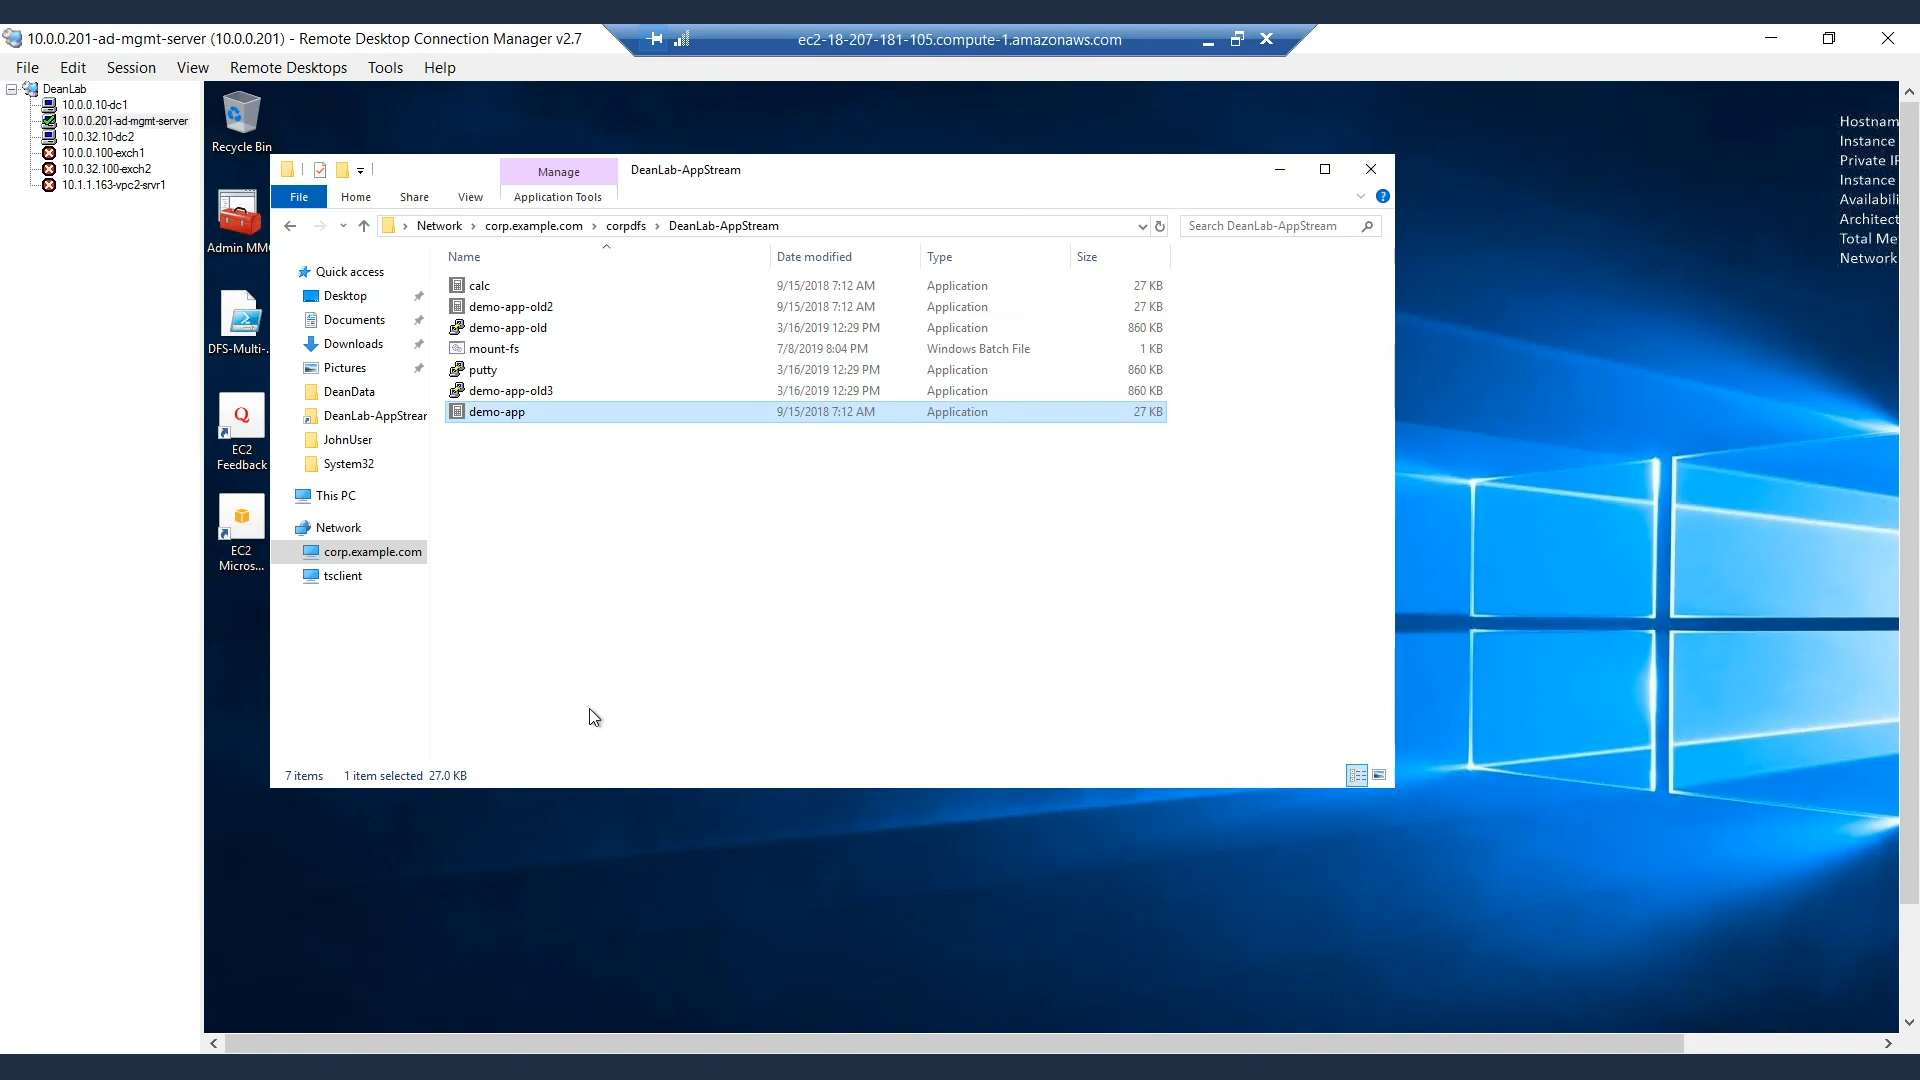 10.0.0.201-ad-mgmt-server (10.0.0.201) - Remote Desktop Connection Manager v2.7
ec2-18-207-181-105.compute-1.amazonaws.com
File Edit Session View Remote Desktops Tools Help
DeanLab
10.0.0.10-dc1
10.0.0.201-ad-mgmt-server
10.0.32.10-dc2
10.0.0.100-exch1
10.0.32.100-exch2
10.1.1.163-vpc2-srvr1
Recycle Bin
Admin MM
DFS-Multi-.
EC2
Feedback
EC2
Micros...
Manage
DeanLab-AppStream
File Home Share View Application Tools
Network > corp.example.com > corpdfs > DeanLab-AppStream
Search DeanLab-AppStream
Quick access
Desktop
Documents
Downloads
Pictures
DeanData
DeanLab-AppStrear
JohnUser
System32
This PC
Network
corp.example.com
tsclient
Name Date modified Type Size
calc 9/15/2018 7:12 AM Application 27 KB
demo-app-old2 9/15/2018 7:12 AM Application 27 KB
demo-app-old 3/16/2019 12:29 PM Application 860 KB
mount-fs 7/8/2019 8:04 PM Windows Batch File 1 KB
putty 3/16/2019 12:29 PM Application 860 KB
demo-app-old3 3/16/2019 12:29 PM Application 860 KB
demo-app 9/15/2018 7:12 AM Application 27 KB
7 items 1 item selected 27.0 KB
Hostnam
Instance
Private IP
Instance
Availabili
Architect
Total Me
Network